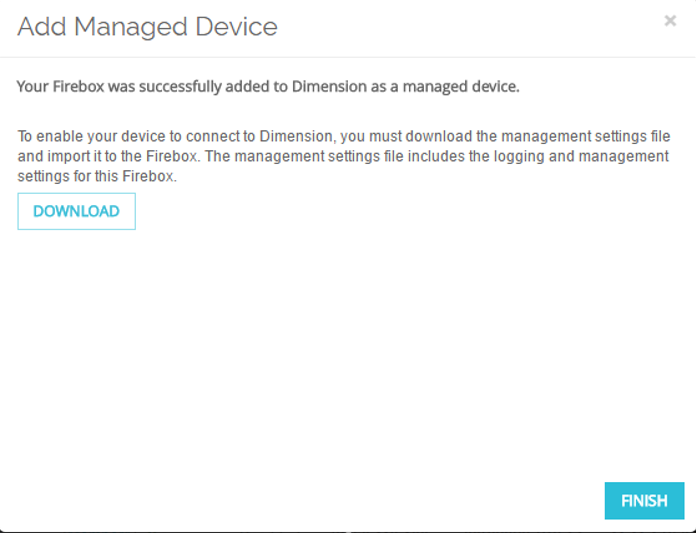 Add Managed Device
×
Your Firebox was successfully added to Dimension as a managed device.
To enable your device to connect to Dimension, you must download the management settings file
and import it to the Firebox. The management settings file includes the logging and management
settings for this Firebox.
DOWNLOAD
FINISH